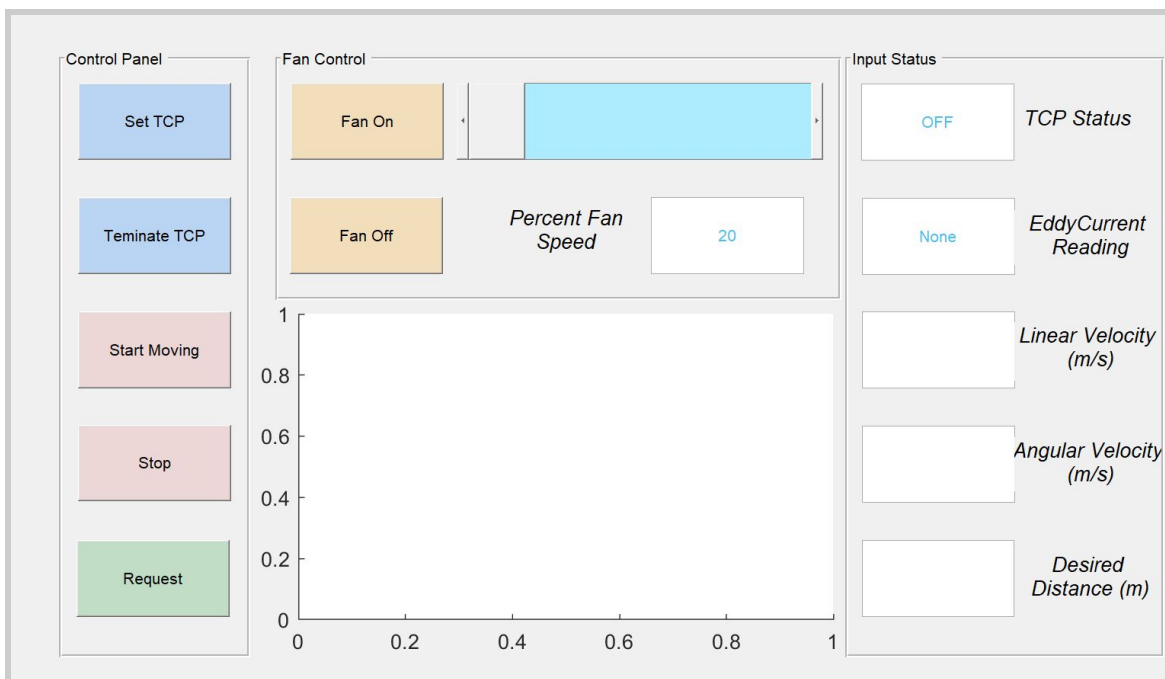 Control Panel
Set TCP
Teminate TCP
Start Moving
Stop
Request
Fan Control
Fan On
Fan Off
Percent Fan
Speed
20
1
0.8
0.6
0.4
0.2
0
0
0.2
0.4
0.6
0.8
1
Input Status
OFF
TCP Status
None
EddyCurrent
Reading
Linear Velocity
(m/s)
Angular Velocity
(m/s)
Desired
Distance (m)